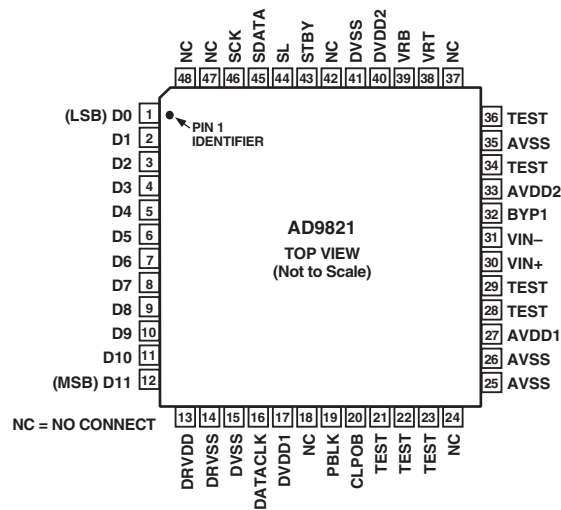 NC NC SCK SDATA SL STBY NC DVSS DVDD2 VRB VRT NC
48 47 46 45 44 43 42 41 40 39 38 37
(LSB) D0 1
D1 2
D2 3
D3 4
D4 5
D5 6
D6 7
D7 8
D8 9
D9 10
D10 11
(MSB) D11 12
PIN 1
IDENTIFIER
AD9821
TOP VIEW
(Not to Scale)
36 TEST
35 AVSS
34 TEST
33 AVDD2
32 BYP1
31 VIN–
30 VIN+
29 TEST
28 TEST
27 AVDD1
26 AVSS
25 AVSS
13 14 15 16 17 18 19 20 21 22 23 24
DRVDD DRVSS DVSS DATACLK DVDD1 NC PBLK CLPOB TEST TEST TEST NC
NC = NO CONNECT